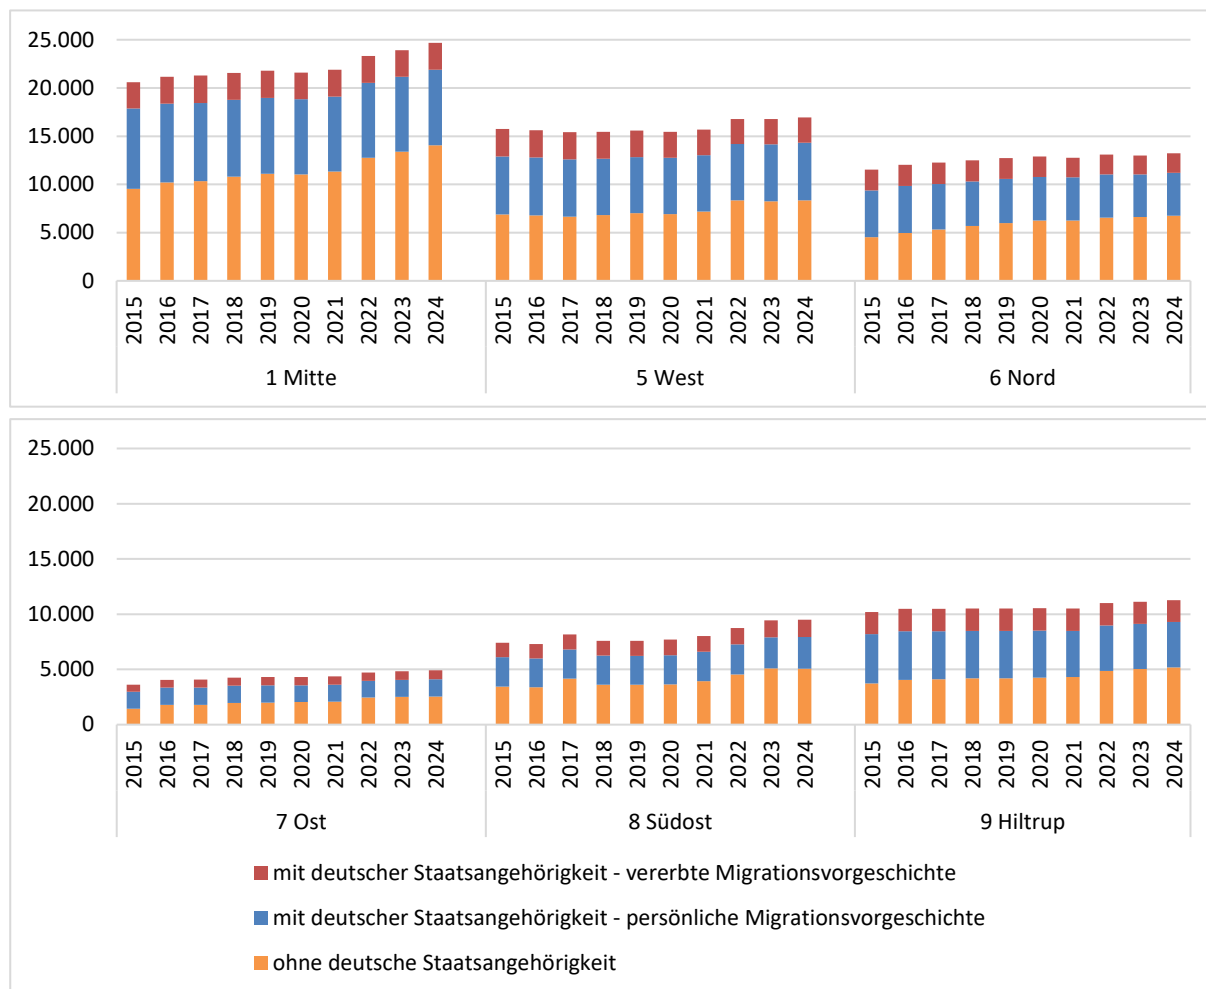 25.000
20.000
15.000
10.000
5.000
0
2015 2016 2017 2018 2019 2020 2021 2022 2023 2024 2015 2016 2017 2018 2019 2020 2021 2022 2023 2024 2015 2016 2017 2018 2019 2020 2021 2022 2023 2024
1 Mitte 5 West 6 Nord
25.000
20.000
15.000
10.000
5.000
0
2015 2016 2017 2018 2019 2020 2021 2022 2023 2024 2015 2016 2017 2018 2019 2020 2021 2022 2023 2024 2015 2016 2017 2018 2019 2020 2021 2022 2023 2024
7 Ost 8 Südost 9 Hiltrup
mit deutscher Staatsangehörigkeit - vererbte Migrationsvorgeschichte
mit deutscher Staatsangehörigkeit - persönliche Migrationsvorgeschichte
ohne deutsche Staatsangehörigkeit